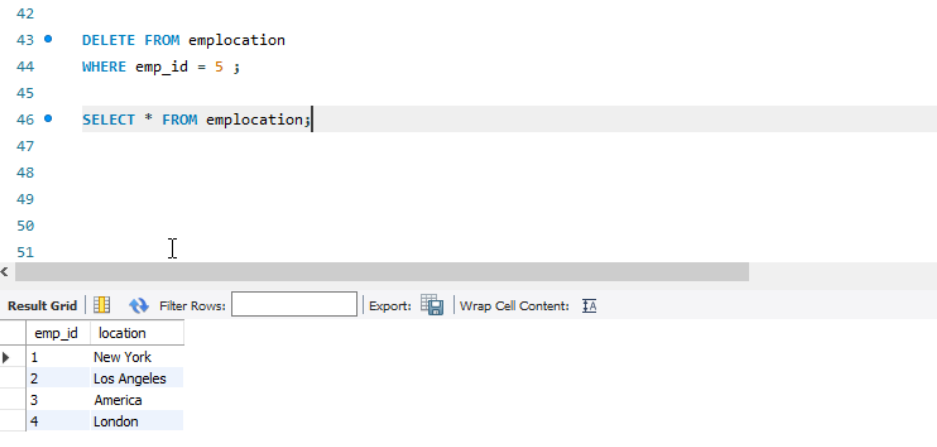 42
43 DELETE FROM emplocation
44 WHERE emp_id = 5 ;
45
46 SELECT * FROM emplocation;
47
48
49
50
51
Result Grid Filter Rows: Export: Wrap Cell Content: IA
emp_id location
1 New York
2 Los Angeles
3 America
4 London